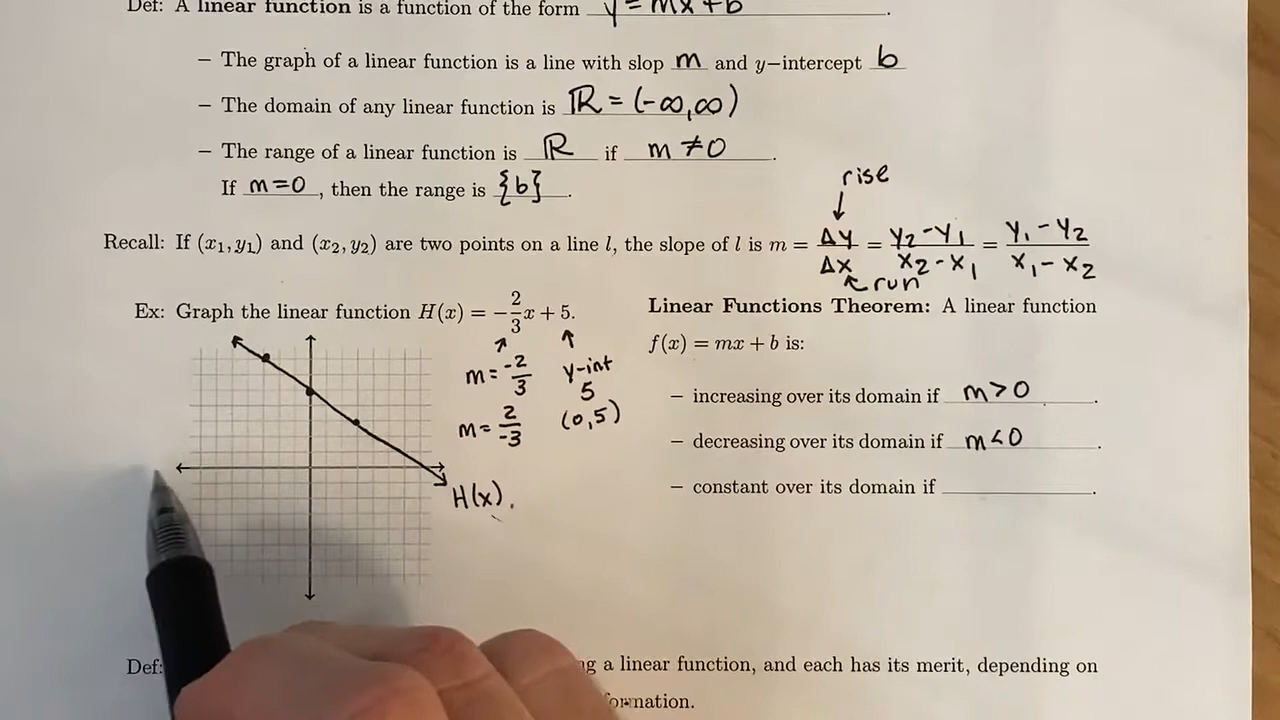 Def: A linear function is a function of the form y = mx + b.
– The graph of a linear function is a line with slop m and y−intercept b
– The domain of any linear function is ℝ = (-∞,∞)
– The range of a linear function is ℝ if m ≠ 0.
If m=0, then the range is {b}.
rise
Recall: If (x₁, y₁) and (x₂, y₂) are two points on a line l, the slope of l is m = Δy/Δx = (y₂-y₁)/(x₂-x₁) = (y₁-y₂)/(x₁-x₂)
run
Ex: Graph the linear function H(x) = −2/3x + 5.
m = -2/3
m = 2/-3
y-int
5
(0,5)
H(x).
Linear Functions Theorem: A linear function
f(x) = mx + b is:
– increasing over its domain if m>0.
– decreasing over its domain if m<0.
– constant over its domain if ___.
Def:
a linear function, and each has its merit, depending on